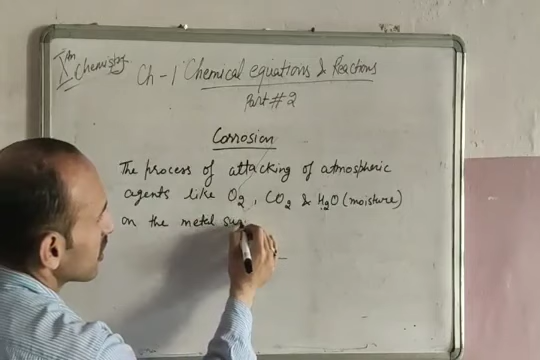 I am
Chemistry
Ch-1 Chemical equations & Reactions
Part #2
Corrosion
The process of attacking of atmospheric
agents like O2, CO2 & H2O (moisture)
on the metal sur